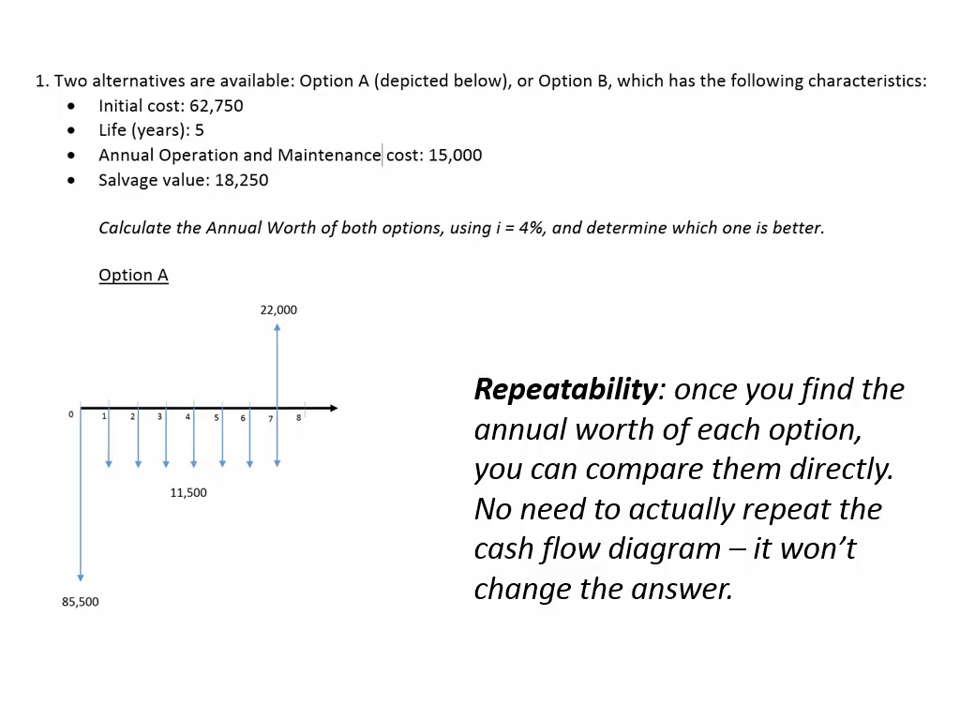 1. Two alternatives are available: Option A (depicted below), or Option B, which has the following characteristics:
• Initial cost: 62,750
• Life (years): 5
• Annual Operation and Maintenance cost: 15,000
• Salvage value: 18,250
Calculate the Annual Worth of both options, using i = 4%, and determine which one is better.
Option A
22,000
0 1 2 3 4 5 6 7 8
11,500
85,500
Repeatability: once you find the
annual worth of each option,
you can compare them directly.
No need to actually repeat the
cash flow diagram – it won’t
change the answer.